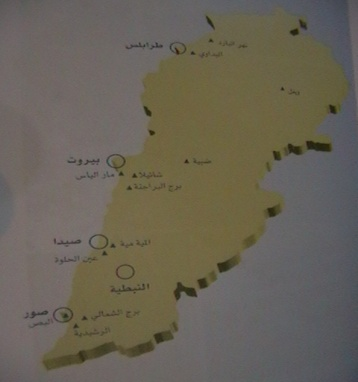 نهر البارد
طرابلس
البداوي
ويفل
بيروت
ضبية
مار الياس
شاتيلا
برج البراجنة
صيدا
المية مية
عين الحلوة
النبطية
صور
البص
برج الشمالي
الرشيدية